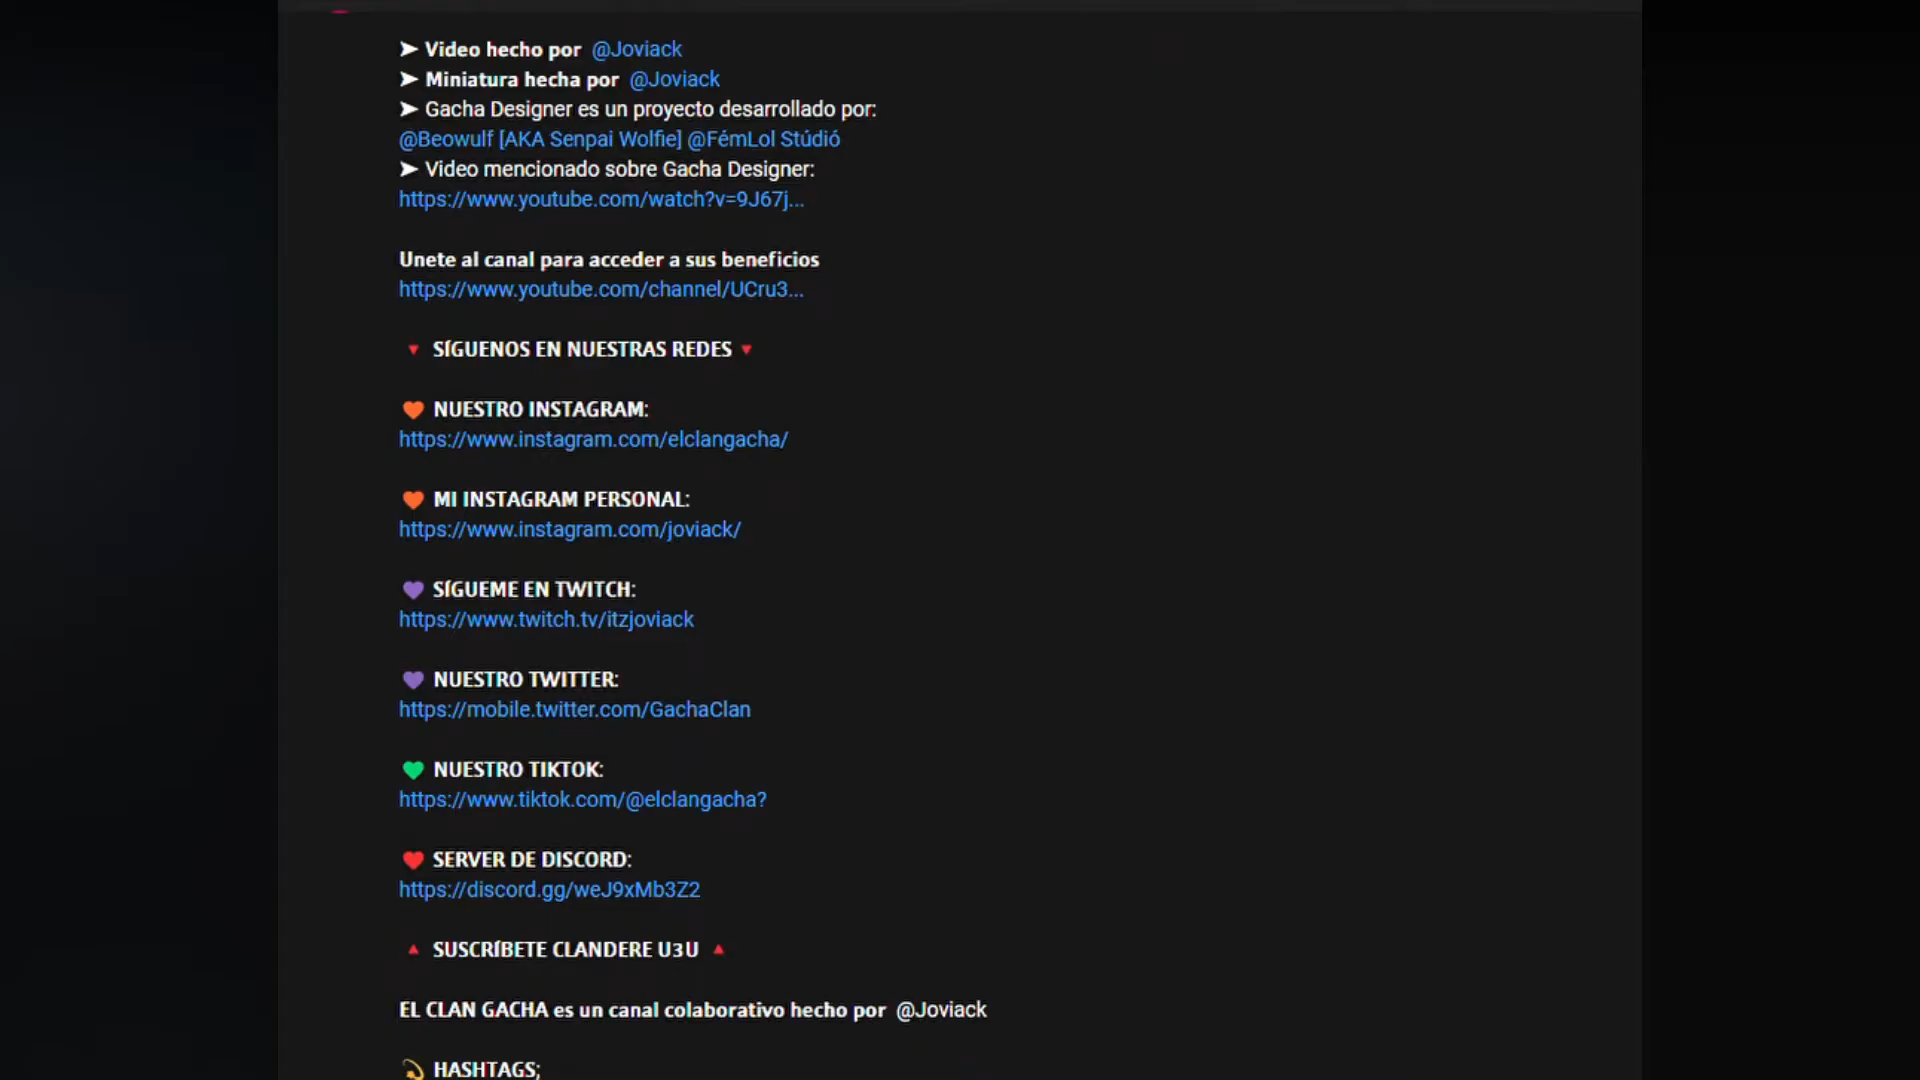 ➤ Video hecho por @Joviack
➤ Miniatura hecha por @Joviack
➤ Gacha Designer es un proyecto desarrollado por:
@Beowulf [AKA Senpai Wolfie] @FémLol Stúdió
➤ Video mencionado sobre Gacha Designer:
https://www.youtube.com/watch?v=9J67j...
Unete al canal para acceder a sus beneficios
https://www.youtube.com/channel/UCru3...
🔻 SÍGUENOS EN NUESTRAS REDES 🔻
🧡 NUESTRO INSTAGRAM:
https://www.instagram.com/elclangacha/
🧡 MI INSTAGRAM PERSONAL:
https://www.instagram.com/joviack/
💜 SÍGUEME EN TWITCH:
https://www.twitch.tv/itzjoviack
💜 NUESTRO TWITTER:
https://mobile.twitter.com/GachaClan
💚 NUESTRO TIKTOK:
https://www.tiktok.com/@elclangacha?
❤️ SERVER DE DISCORD:
https://discord.gg/weJ9xMb3Z2
🔺 SUSCRÍBETE CLANDERE U3U 🔺
EL CLAN GACHA es un canal colaborativo hecho por @Joviack
💫 HASHTAGS;